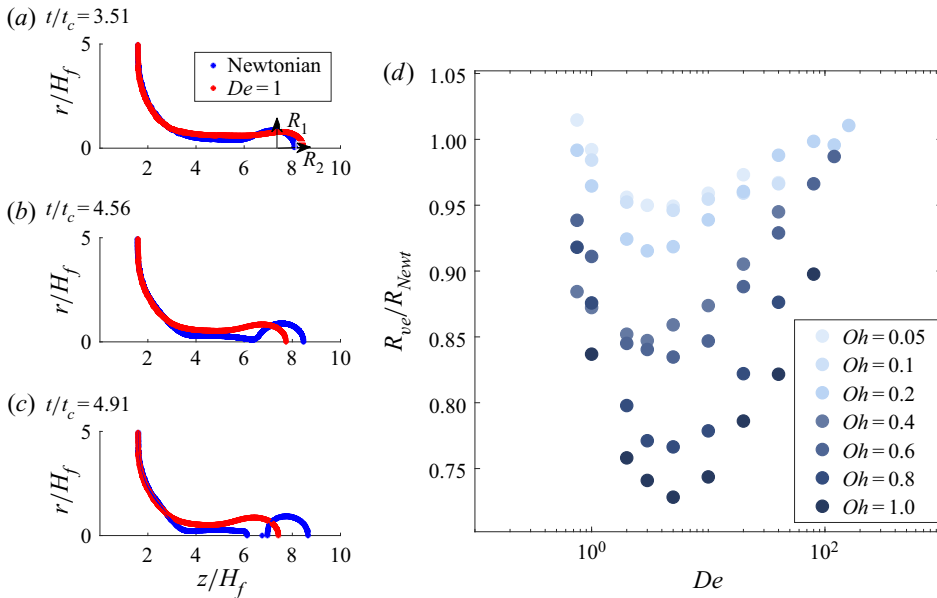 (a) t/t_c = 3.51
5
r/H_f
0
Newtonian
De = 1
R_1
R_2
2 4 6 8 10
(b) t/t_c = 4.56
5
r/H_f
0
2 4 6 8 10
(c) t/t_c = 4.91
5
r/H_f
0
2 4 6 8 10
z/H_f
(d)
1.05
1.00
0.95
0.90
0.85
0.80
0.75
R_ve/R_Newt
Oh = 0.05
Oh = 0.1
Oh = 0.2
Oh = 0.4
Oh = 0.6
Oh = 0.8
Oh = 1.0
10^0 10^2
De